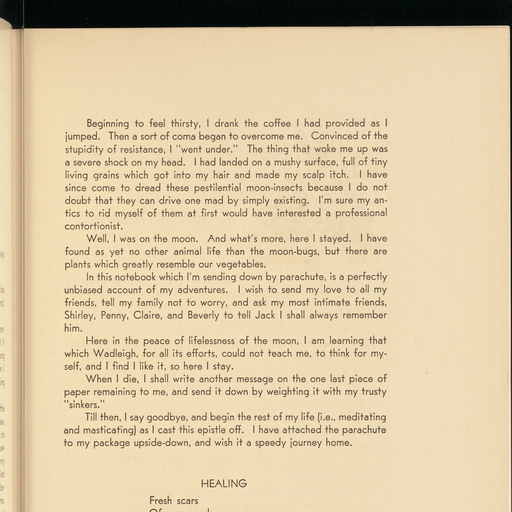 Beginning to feel thirsty, I drank the coffee I had provided as I
jumped. Then a sort of coma began to overcome me. Convinced of the
stupidity of resistance, I "went under." The thing that woke me up was
a severe shock on my head. I had landed on a mushy surface, full of tiny
living grains which got into my hair and made my scalp itch. I have
since come to dread these pestilential moon-insects because I do not
doubt that they can drive one mad by simply existing. I'm sure my an-
tics to rid myself of them at first would have interested a professional
contortionist.
Well, I was on the moon. And what's more, here I stayed. I have
found as yet no other animal life than the moon-bugs, but there are
plants which greatly resemble our vegetables.
In this notebook which I'm sending down by parachute, is a perfectly
unbiased account of my adventures. I wish to send my love to all my
friends, tell my family not to worry, and ask my most intimate friends,
Shirley, Penny, Claire, and Beverly to tell Jack I shall always remember
him.
Here in the peace of lifelessness of the moon, I am learning that
which Wadleigh, for all its efforts, could not teach me, to think for my-
self, and I find I like it, so here I stay.
When I die, I shall write another message on the one last piece of
paper remaining to me, and send it down by weighting it with my trusty
"sinkers."
Till then, I say goodbye, and begin the rest of my life (i.e., meditating
and masticating) as I cast this epistle off. I have attached the parachute
to my package upside-down, and wish it a speedy journey home.
HEALING
Fresh scars